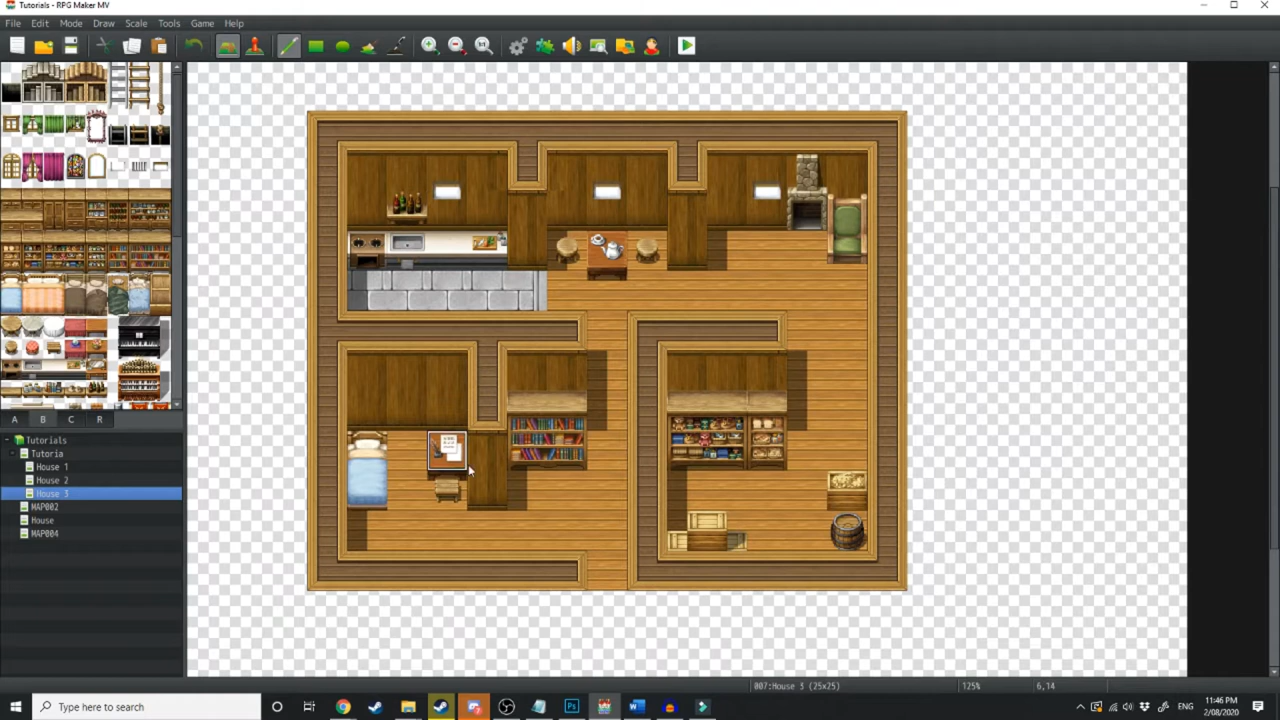 Tutorials - RPG Maker MV
File Edit Mode Draw Scale Tools Game Help
A B C R
Tutorials
Tutoria
House 1
House 2
House 3
MAP002
House
MAP004
007:House 3 (25x25) 125% 6,14
Type here to search
ENG
11:46 PM
2/08/2020